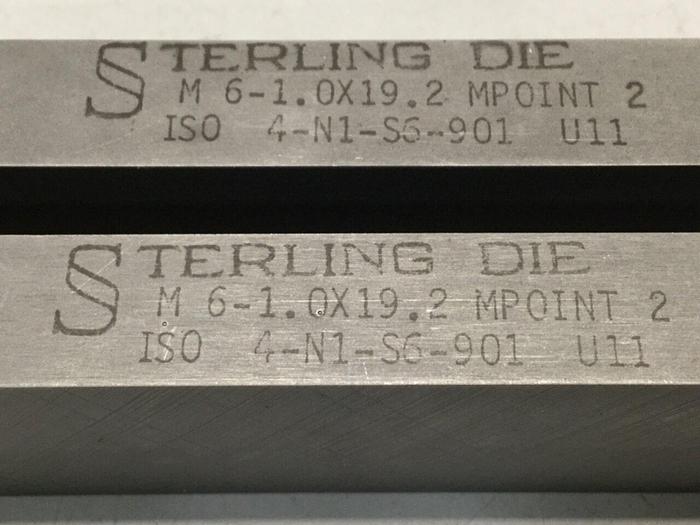 STERLING DIE
M 6-1.0X19.2 MPOINT 2
ISO 4-N1-S6-901 U11
STERLING DIE
M 6-1.0X19.2 MPOINT 2
ISO 4-N1-S6-901 U11